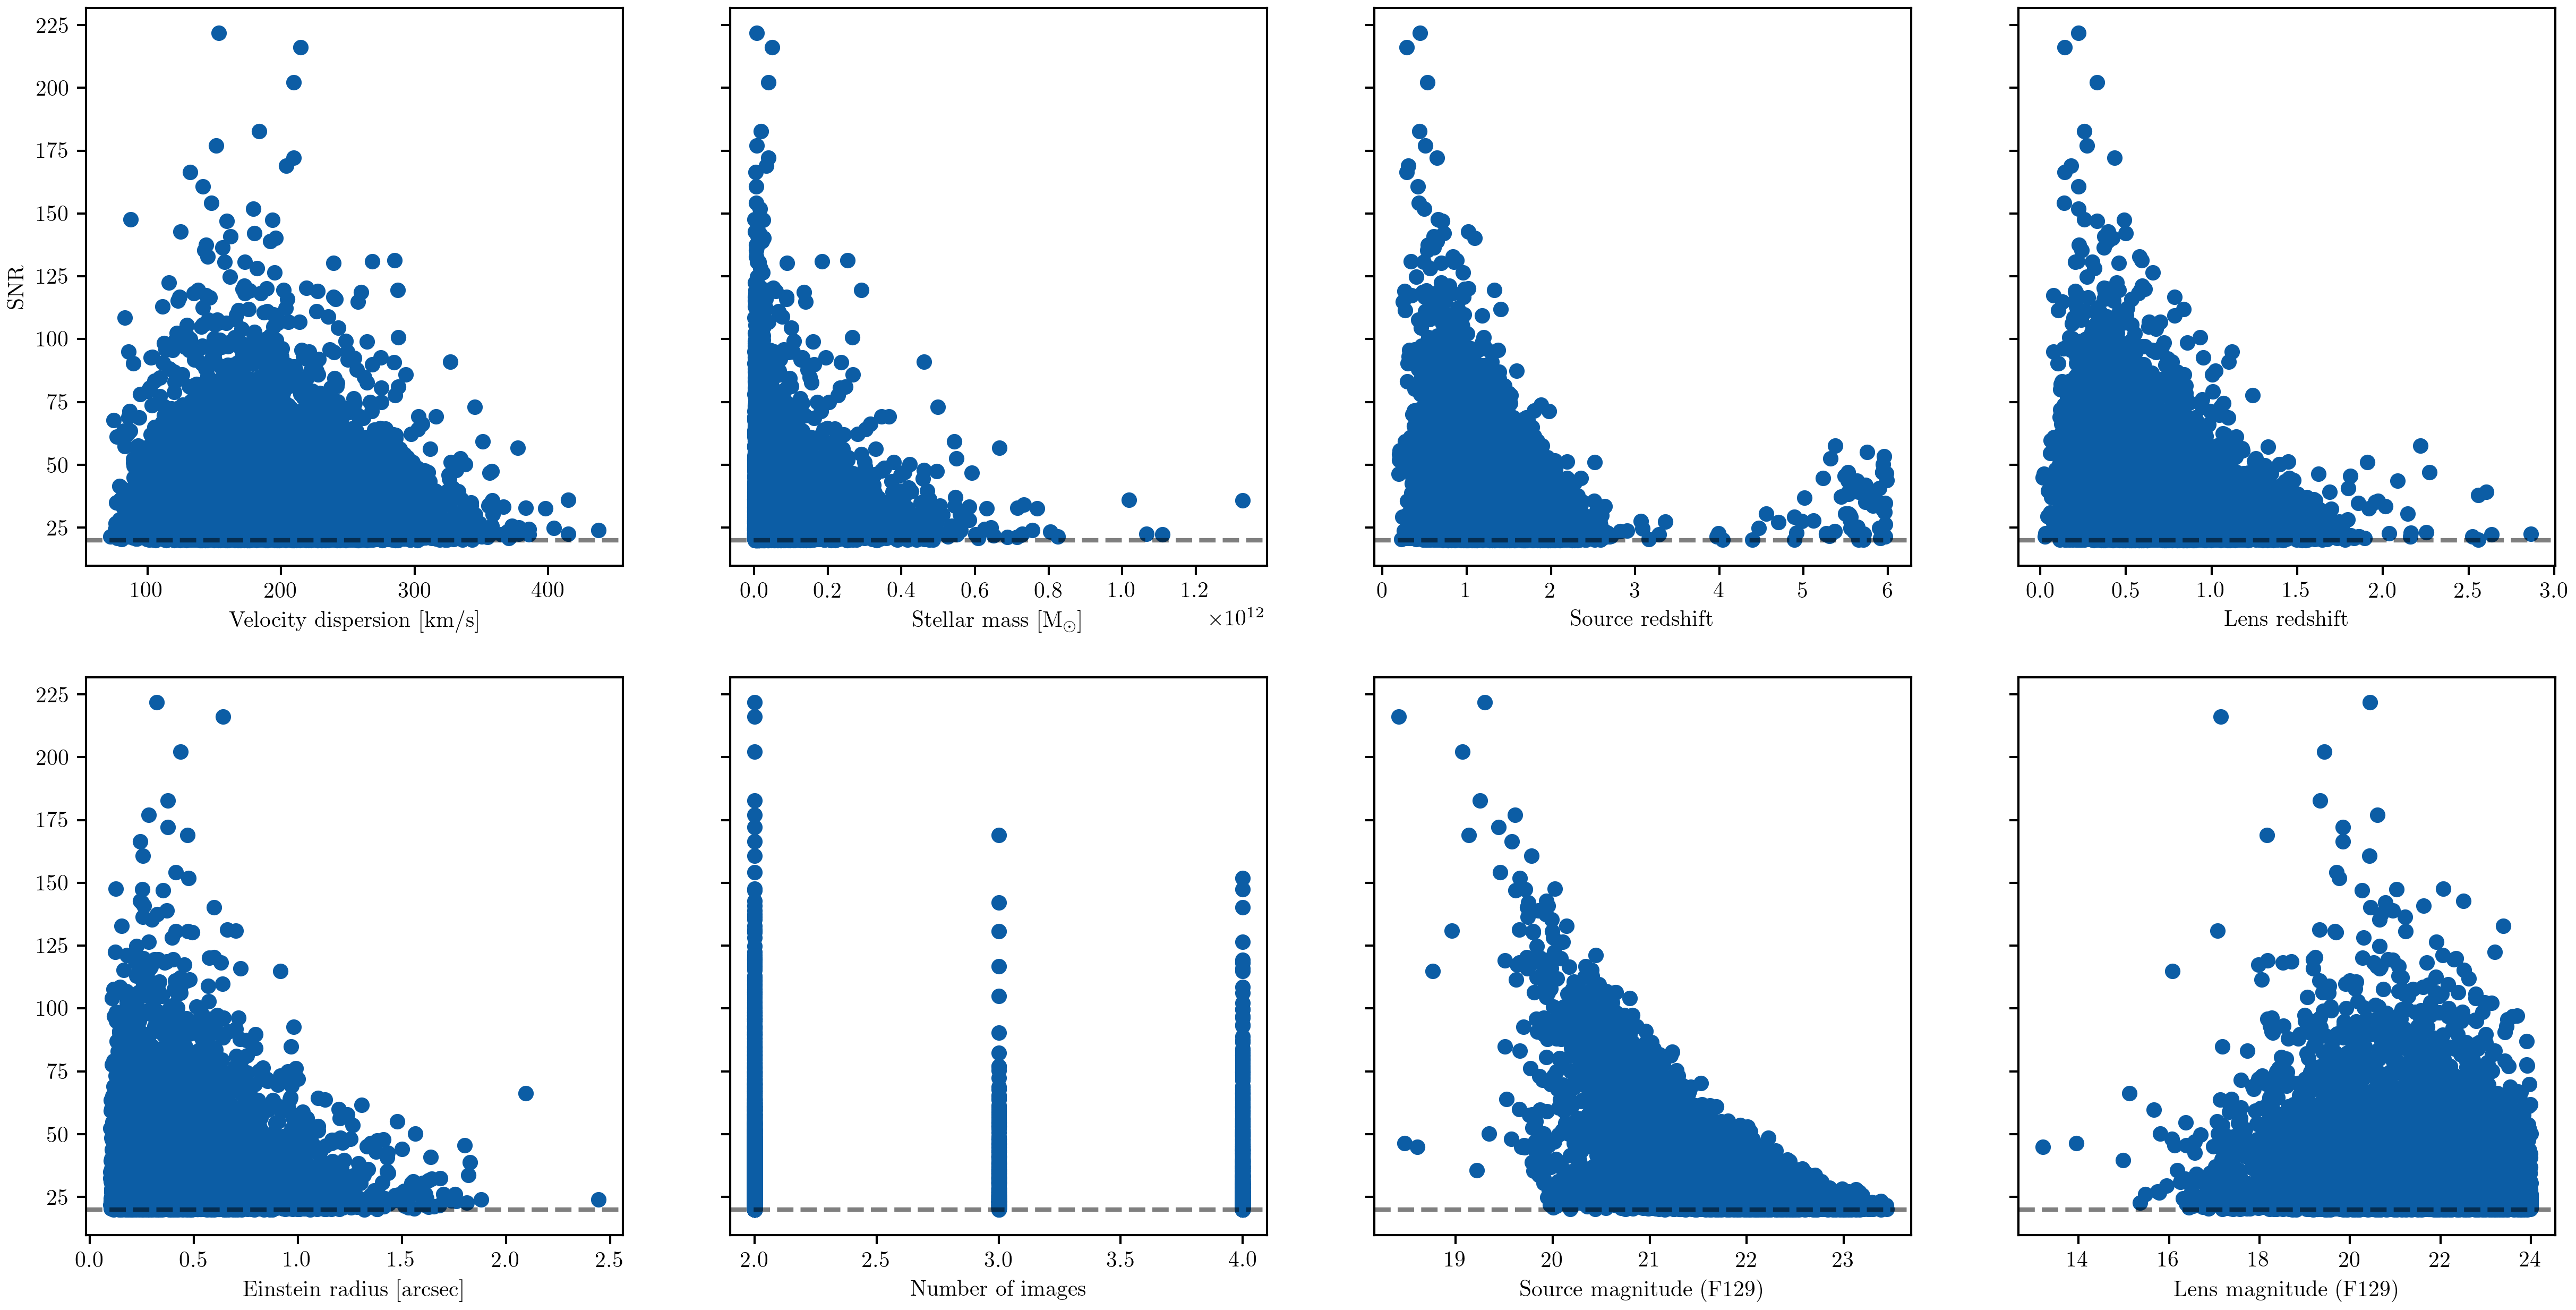 225
200
175
150
125
100
75
50
25
SNR
100 200 300 400
Velocity dispersion [km/s]
0.0 0.2 0.4 0.6 0.8 1.0 1.2
×10¹²
Stellar mass [M⊙]
0 1 2 3 4 5 6
Source redshift
0.0 0.5 1.0 1.5 2.0 2.5 3.0
Lens redshift
225
200
175
150
125
100
75
50
25
0.0 0.5 1.0 1.5 2.0 2.5
Einstein radius [arcsec]
2.0 2.5 3.0 3.5 4.0
Number of images
19 20 21 22 23
Source magnitude (F129)
14 16 18 20 22 24
Lens magnitude (F129)